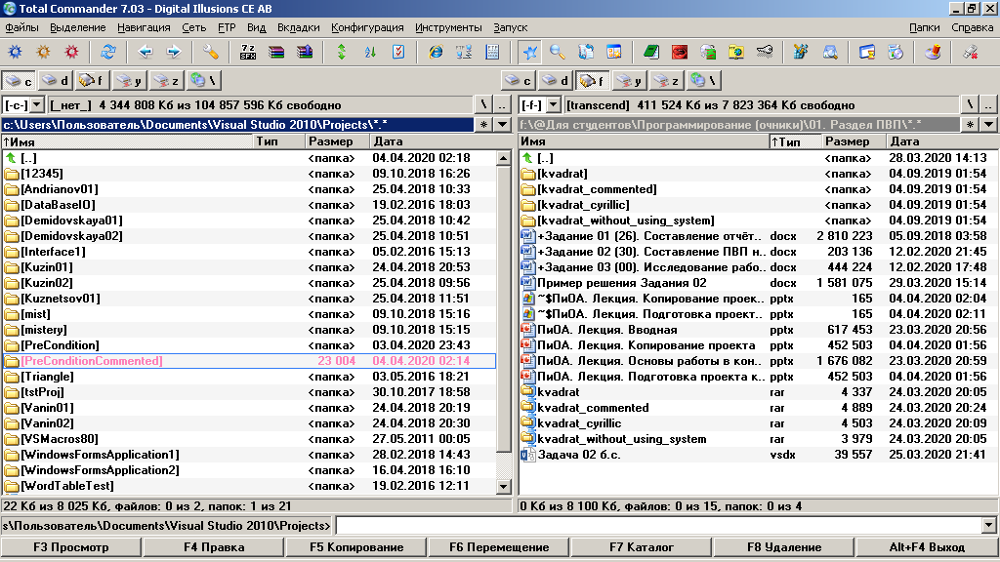 Total Commander 7.03 - Digital Illusions CE AB
Файлы Выделение Навигация Сеть FTP Вид Вкладки Конфигурация Инструменты Запуск Папки Справка
c d f y z \ c d f y z \
[-c-] [_нет_] 4 344 808 Кб из 104 857 596 Кб свободно \ .. [-f-] [transcend] 411 524 Кб из 7 823 364 Кб свободно \ ..
c:\Users\Пользователь\Documents\Visual Studio 2010\Projects\*.* * f:\@Для студентов\Программирование (очники)\01. Раздел ПВП\*.* *
↑Имя Тип Размер Дата
[..] <папка> 04.04.2020 02:18
[12345] <папка> 09.10.2018 16:26
[Andrianov01] <папка> 25.04.2018 10:33
[DataBaseIO] <папка> 19.02.2016 18:03
[Demidovskaya01] <папка> 25.04.2018 10:42
[Demidovskaya02] <папка> 25.04.2018 10:51
[Interface1] <папка> 05.02.2016 15:13
[Kuzin01] <папка> 24.04.2018 20:53
[Kuzin02] <папка> 25.04.2018 09:56
[Kuznetsov01] <папка> 25.04.2018 11:51
[mist] <папка> 09.10.2018 15:16
[mistery] <папка> 09.10.2018 15:15
[PreCondition] <папка> 03.04.2020 23:43
[PreConditionCommented] 23 004 04.04.2020 02:14
[Triangle] <папка> 03.05.2016 18:21
[tstProj] <папка> 30.10.2017 18:58
[Vanin01] <папка> 24.04.2018 20:19
[Vanin02] <папка> 24.04.2018 20:30
[VSMacros80] <папка> 27.05.2011 00:05
[WindowsFormsApplication1] <папка> 28.02.2018 14:43
[WindowsFormsApplication2] <папка> 16.04.2018 16:10
[WordTableTest] <папка> 19.02.2016 12:11
22 Кб из 8 025 Кб, файлов: 0 из 2, папок: 1 из 21
Имя ↑Тип Размер Дата
[..] <папка> 28.03.2020 14:13
[kvadrat] <папка> 04.09.2019 01:54
[kvadrat_commented] <папка> 04.09.2019 01:54
[kvadrat_cyrillic] <папка> 04.09.2019 01:54
[kvadrat_without_using_system] <папка> 04.09.2019 01:54
+Задание 01 (26). Составление отчёт.. docx 2 810 223 05.09.2018 03:58
+Задание 02 (30). Составление ПВП н.. docx 203 136 12.02.2020 21:45
+Задание 03 (00). Исследование рабо.. docx 444 224 12.02.2020 17:48
Пример решения Задания 02 docx 1 581 075 29.03.2020 15:14
~$ПиОА. Лекция. Копирование проек.. pptx 165 04.04.2020 02:04
~$ПиОА. Лекция. Подготовка проект.. pptx 165 04.04.2020 02:11
ПиОА. Лекция. Вводная pptx 617 453 23.03.2020 20:56
ПиОА. Лекция. Копирование проекта pptx 452 503 04.04.2020 01:56
ПиОА. Лекция. Основы работы в кон.. pptx 1 676 082 23.03.2020 20:59
ПиОА. Лекция. Подготовка проекта к.. pptx 452 503 04.04.2020 01:56
kvadrat rar 4 337 24.03.2020 20:05
kvadrat_commented rar 4 889 24.03.2020 20:24
kvadrat_cyrillic rar 4 503 24.03.2020 20:09
kvadrat_without_using_system rar 3 979 24.03.2020 20:05
Задача 02 б.с. vsdx 39 557 25.03.2020 21:41
0 Кб из 8 100 Кб, файлов: 0 из 15, папок: 0 из 4
s\Пользователь\Documents\Visual Studio 2010\Projects>
F3 Просмотр F4 Правка F5 Копирование F6 Перемещение F7 Каталог F8 Удаление Alt+F4 Выход